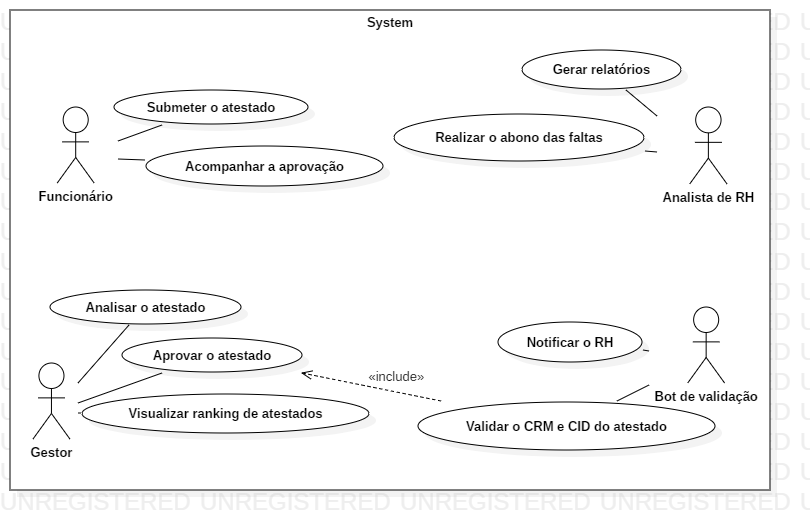 System
Gerar relatórios
Submeter o atestado
Realizar o abono das faltas
Acompanhar a aprovação
Funcionário
Analista de RH
Analisar o atestado
Notificar o RH
Aprovar o atestado
«include»
Bot de validação
Visualizar ranking de atestados
Validar o CRM e CID do atestado
Gestor
UNREGISTERED UNREGISTERED UNREGISTERED UNREGISTERED